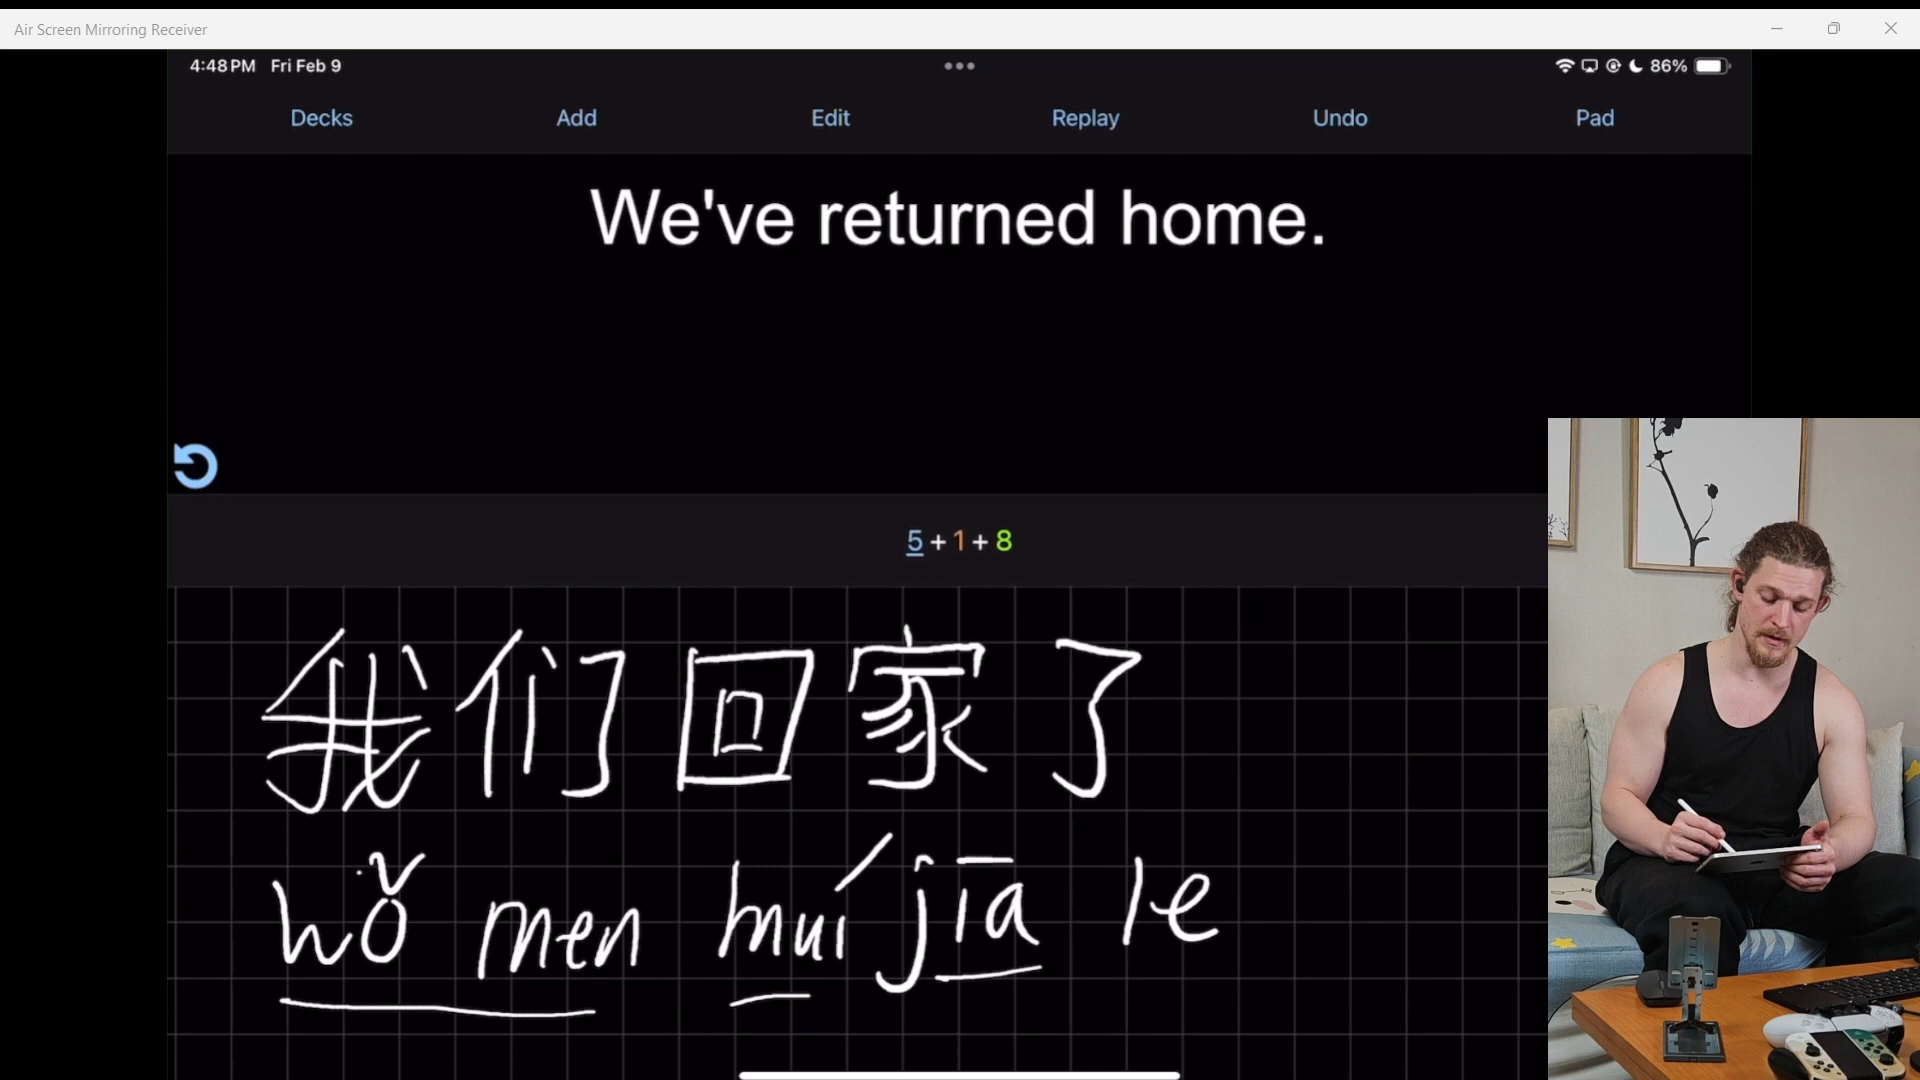 Air Screen Mirroring Receiver
4:48 PM Fri Feb 9
86%
Decks Add Edit Replay Undo Pad
We've returned home.
5+1+8
我们回家了
wǒ men huí jiā le